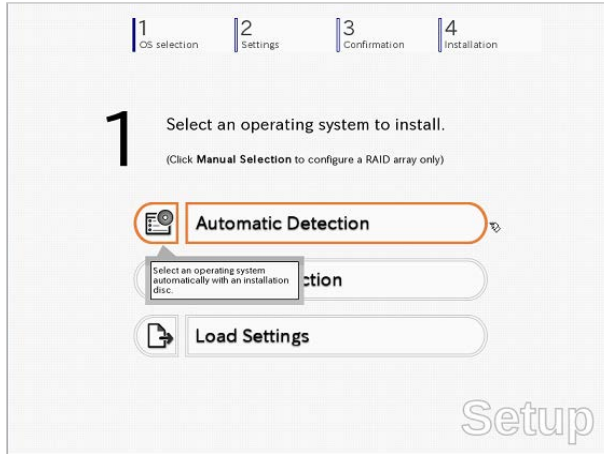 1
OS selection
2
Settings
3
Confirmation
4
Installation
1
Select an operating system to install.
(Click Manual Selection to configure a RAID array only)
Automatic Detection
Select an operating system
automatically with an installation
disc.
ction
Load Settings
Setup